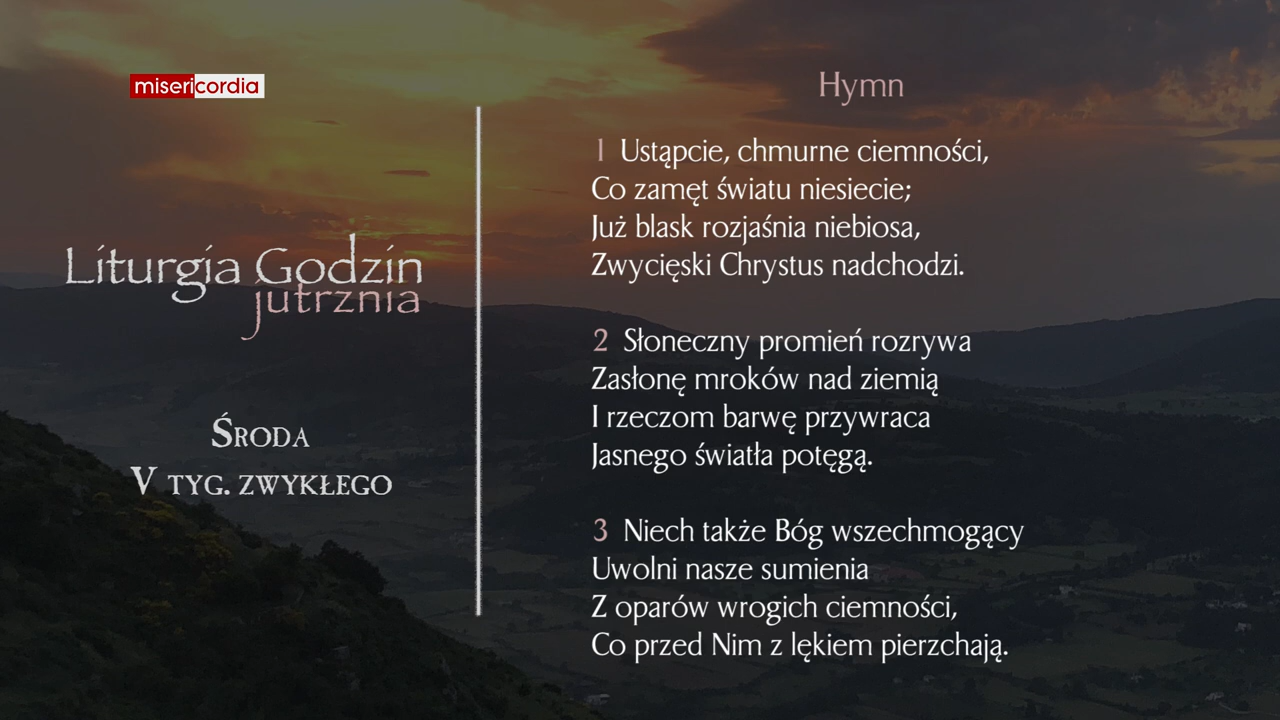 misericordia
Liturgia Godzin
jutrznia
Środa
V tyg. zwykłego
Hymn
1 Ustąpcie, chmurne ciemności,
Co zamęt światu niesiecie;
Już blask rozjaśnia niebiosa,
Zwycięski Chrystus nadchodzi.
2 Słoneczny promień rozrywa
Zasłonę mroków nad ziemią
I rzeczom barwę przywraca
Jasnego światła potęgą.
3 Niech także Bóg wszechmogący
Uwolni nasze sumienia
Z oparów wrogich ciemności,
Co przed Nim z lękiem pierzchają.